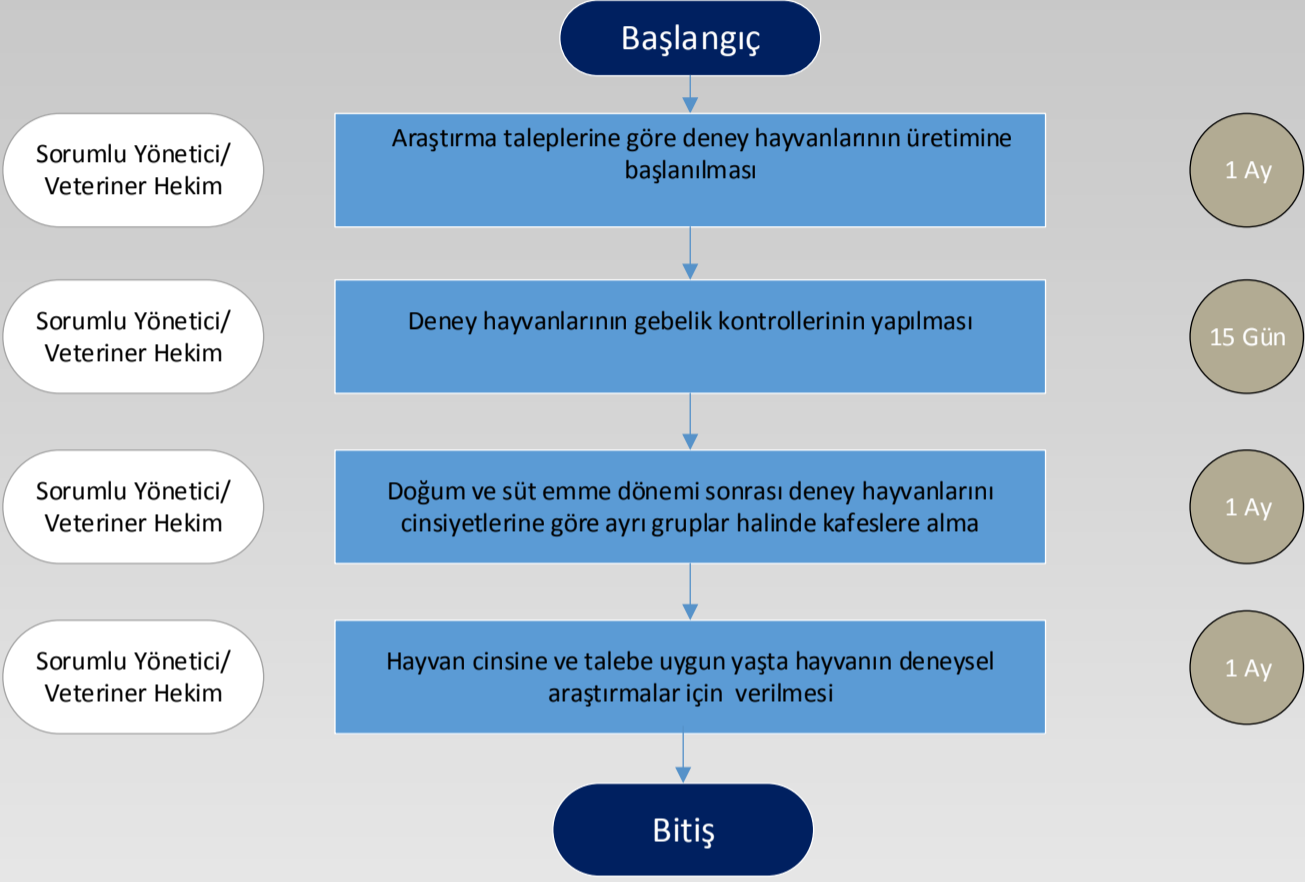 Başlangıç
Sorumlu Yönetici/
Veteriner Hekim
Araştırma taleplerine göre deney hayvanlarının üretimine
başlanılması
1 Ay
Sorumlu Yönetici/
Veteriner Hekim
Deney hayvanlarının gebelik kontrollerinin yapılması
15 Gün
Sorumlu Yönetici/
Veteriner Hekim
Doğum ve süt emme dönemi sonrası deney hayvanlarını
cinsiyetlerine göre ayrı gruplar halinde kafeslere alma
1 Ay
Sorumlu Yönetici/
Veteriner Hekim
Hayvan cinsine ve talebe uygun yaşta hayvanın deneysel
araştırmalar için verilmesi
1 Ay
Bitiş